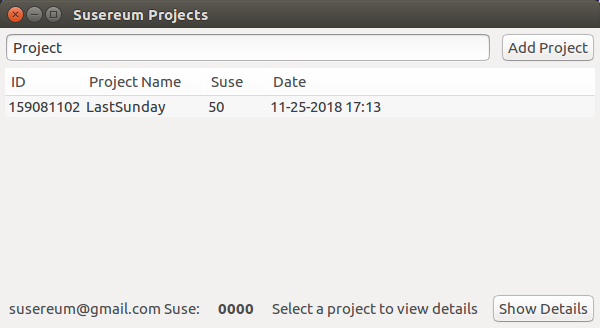 Susereum Projects
Project Add Project
ID Project Name Suse Date
159081102 LastSunday 50 11-25-2018 17:13
susereum@gmail.com Suse: 0000 Select a project to view details Show Details